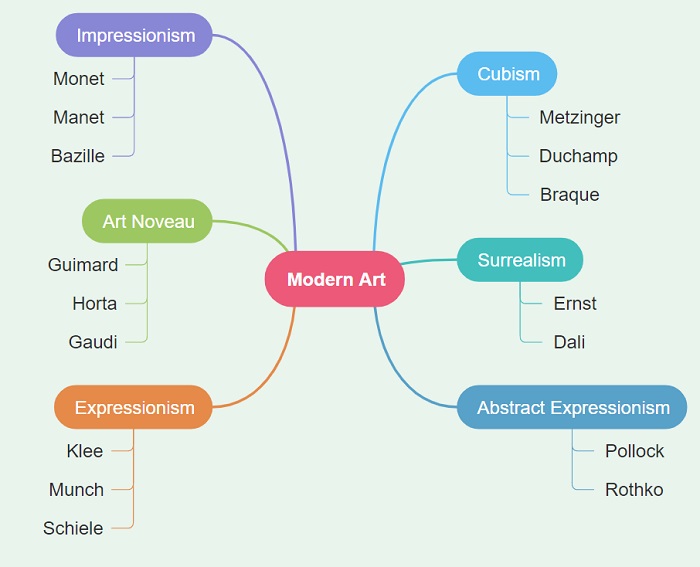 Impressionism
Monet
Manet
Bazille
Art Noveau
Guimard
Horta
Gaudi
Expressionism
Klee
Munch
Schiele
Modern Art
Cubism
Metzinger
Duchamp
Braque
Surrealism
Ernst
Dali
Abstract Expressionism
Pollock
Rothko